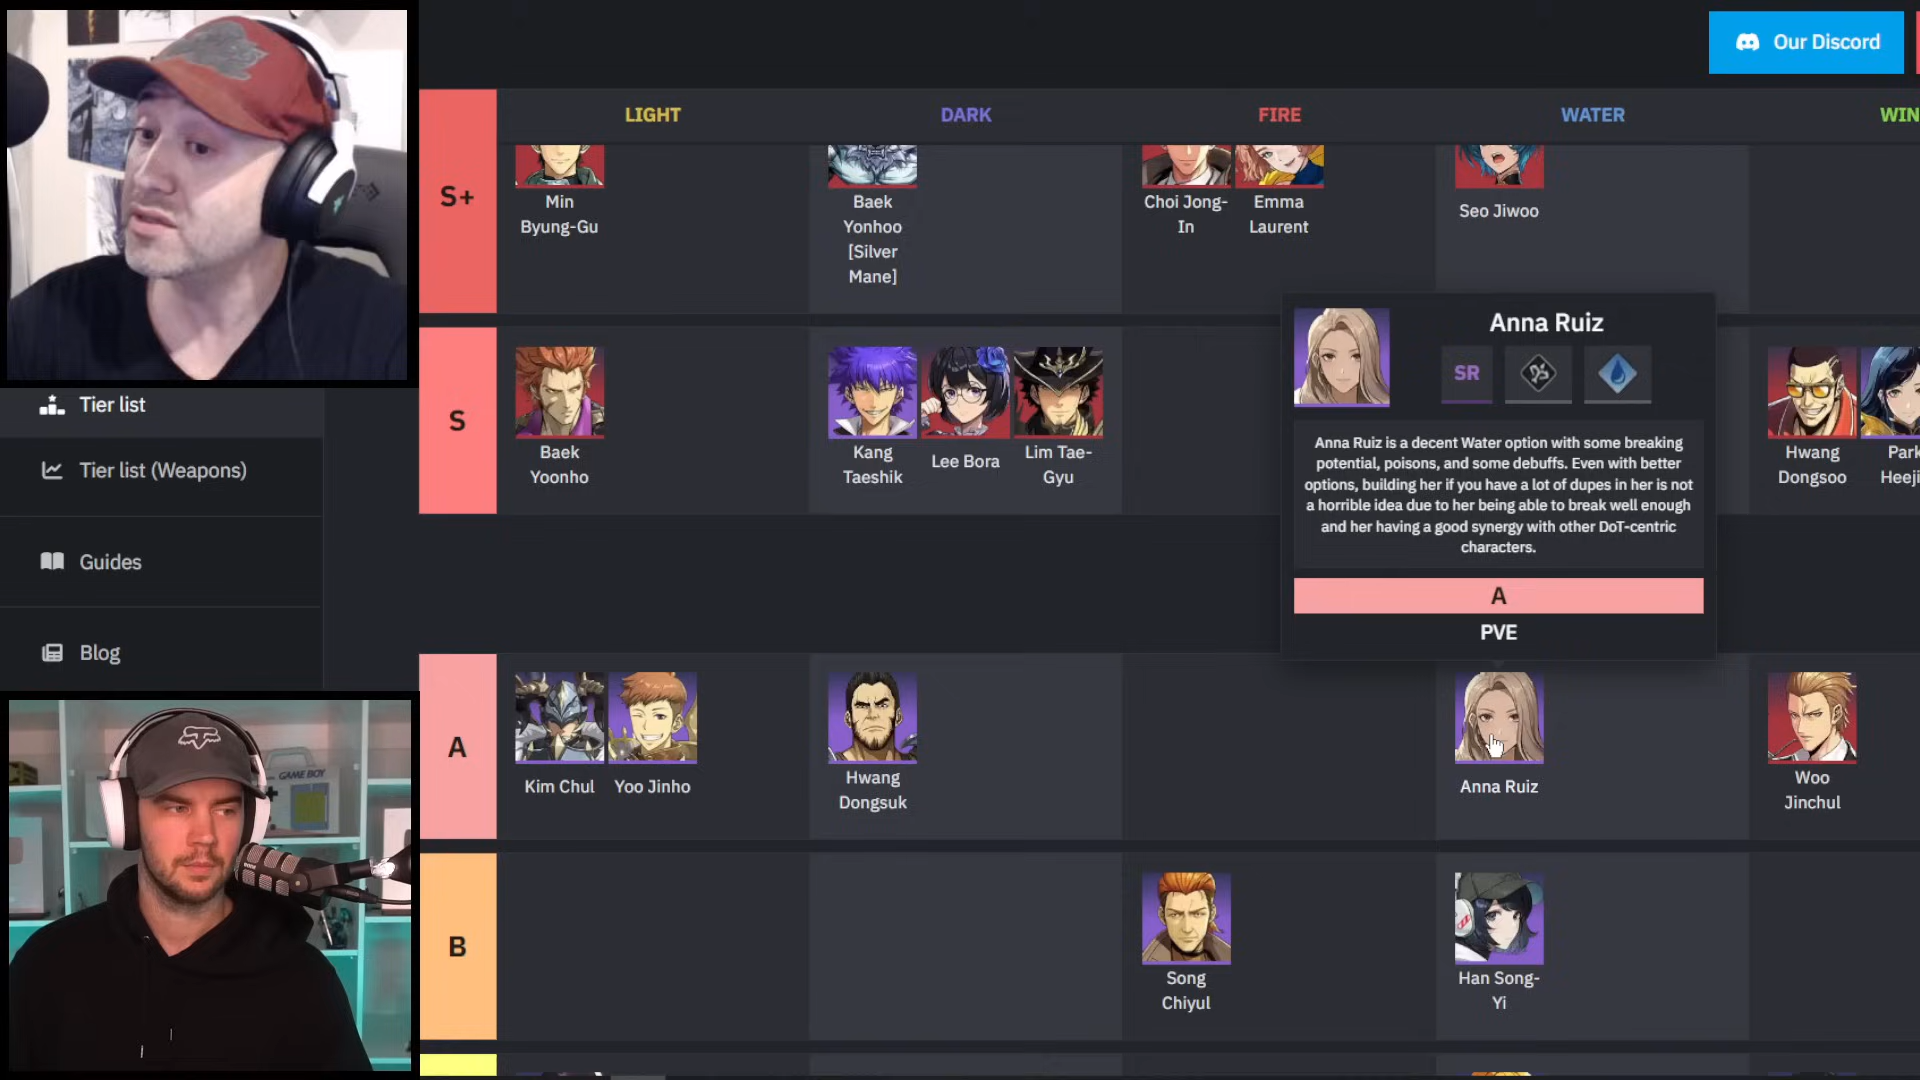 Our Discord
LIGHT
DARK
FIRE
WATER
WIN
S+
Min
Byung-Gu
Baek
Yonhoo
[Silver
Mane]
Choi Jong-
In
Emma
Laurent
Seo Jiwoo
Anna Ruiz
SR
Anna Ruiz is a decent Water option with some breaking
potential, poisons, and some debuffs. Even with better
options, building her if you have a lot of dupes in her is not
a horrible idea due to her being able to break well enough
and her having a good synergy with other DoT-centric
characters.
A
PVE
S
Baek
Yoonho
Kang
Taeshik
Lee Bora
Lim Tae-
Gyu
Hwang
Dongsoo
Park
Heeji
Tier list
Tier list (Weapons)
Guides
Blog
A
Kim Chul
Yoo Jinho
Hwang
Dongsuk
Anna Ruiz
Woo
Jinchul
B
Song
Chiyul
Han Song-
Yi
GAME BOY